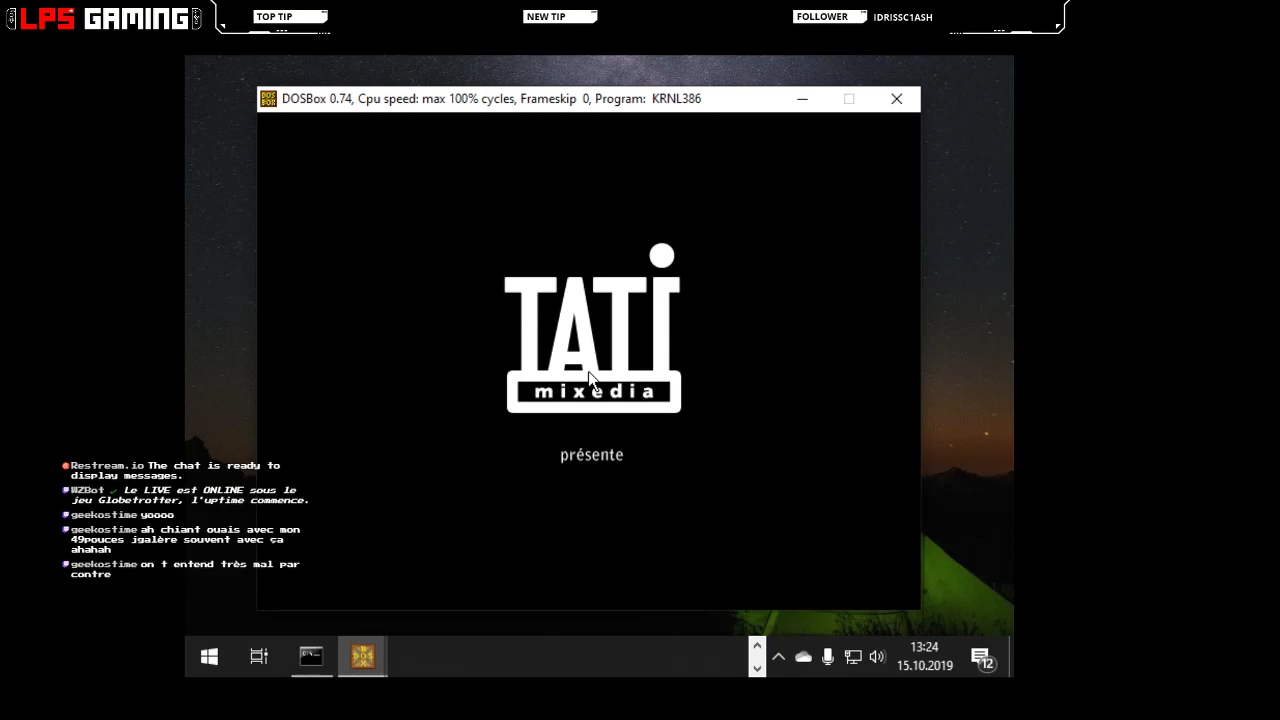 LPS GAMING
TOP TIP
NEW TIP
FOLLOWER IDRISSC1ASH
DOSBox 0.74, Cpu speed: max 100% cycles, Frameskip 0, Program: KRNL386
TATi
mixedia
présente
Restream.io The chat is ready to
display messages.
WZBot ✓ Le LIVE est ONLINE sous le
jeu Globetrotter, l'uptime commence.
geekostime yoooo
geekostime ah chiant ouais avec mon
49pouces jgalère souvent avec ça
ahahah
geekostime on t entend très mal par
contre
13:24
15.10.2019
12